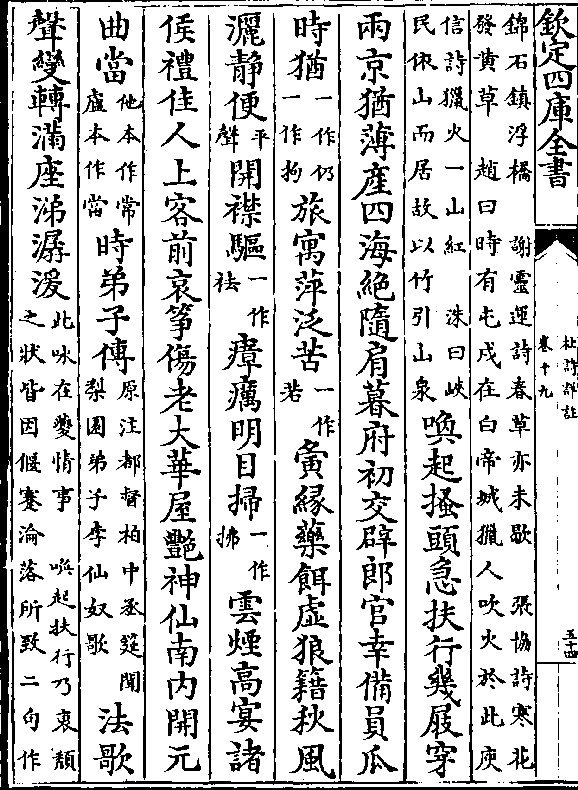 欽定四庫全書
杜詩詳註
卷十九
五十四
錦石鎮浮橋 謝靈運詩春草亦未歇 張協詩寒花
發黄草 趙曰時有屯戍在白帝城獵人吹火於此庾
信詩獵火一山紅 洙曰峽
民依山而居故以竹引山泉
喚起搔頭急扶行幾屐穿
兩京猶薄産四海絶隨肩暮府初交辟郎官幸備員瓜
時猶一作仍一作拘旅寓萍泛苦一作若寅緣藥餌虚狼籍秋風
灑静便平聲開襟驅一作祛瘴癘明目掃一作拂雲煙高宴諸
侯禮佳人上客前哀箏傷老大華屋艶神仙南内開元
曲當他本作常盧本作當時弟子傳原注都督柏中丞筵聞梨園弟子李仙奴歌法歌
聲變轉滿座涕潺湲此咏在夔情事 喚起扶行乃衰頹之狀皆因偃蹇淪落所致二句作